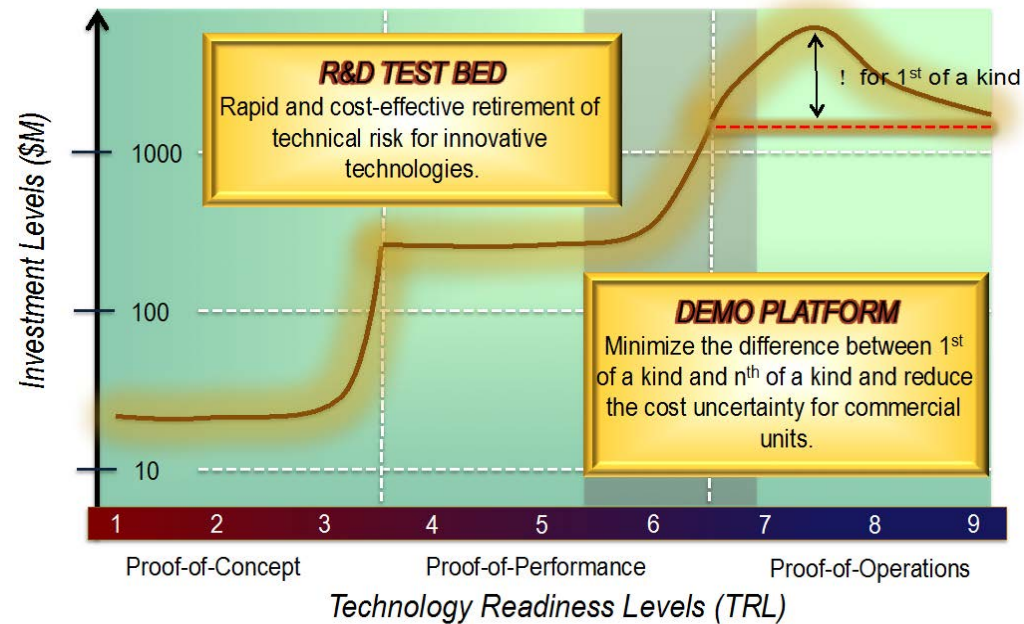 R&D TEST BED
Rapid and cost-effective retirement of
technical risk for innovative
technologies.
! for 1st of a kind
1000
Investment Levels ($M)
100
DEMO PLATFORM
Minimize the difference between 1st
of a kind and nth of a kind and reduce
the cost uncertainty for commercial
units.
10
1 2 3 4 5 6 7 8 9
Proof-of-Concept Proof-of-Performance Proof-of-Operations
Technology Readiness Levels (TRL)